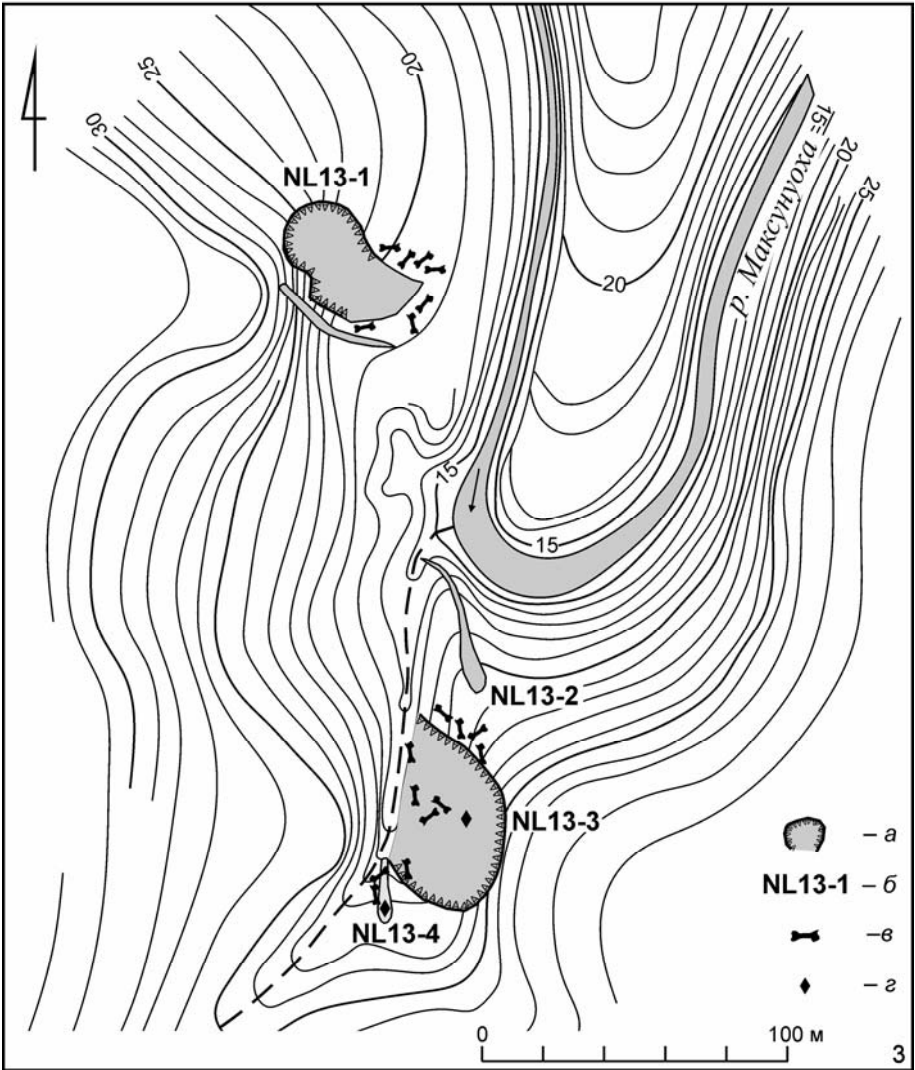 20
25
30
NL13-1
р. Максунуоха
15
20
25
20
15
15
NL13-2
NL13-3
NL13-4
– а
NL13-1 – б
–в
– г
0 100 м
3